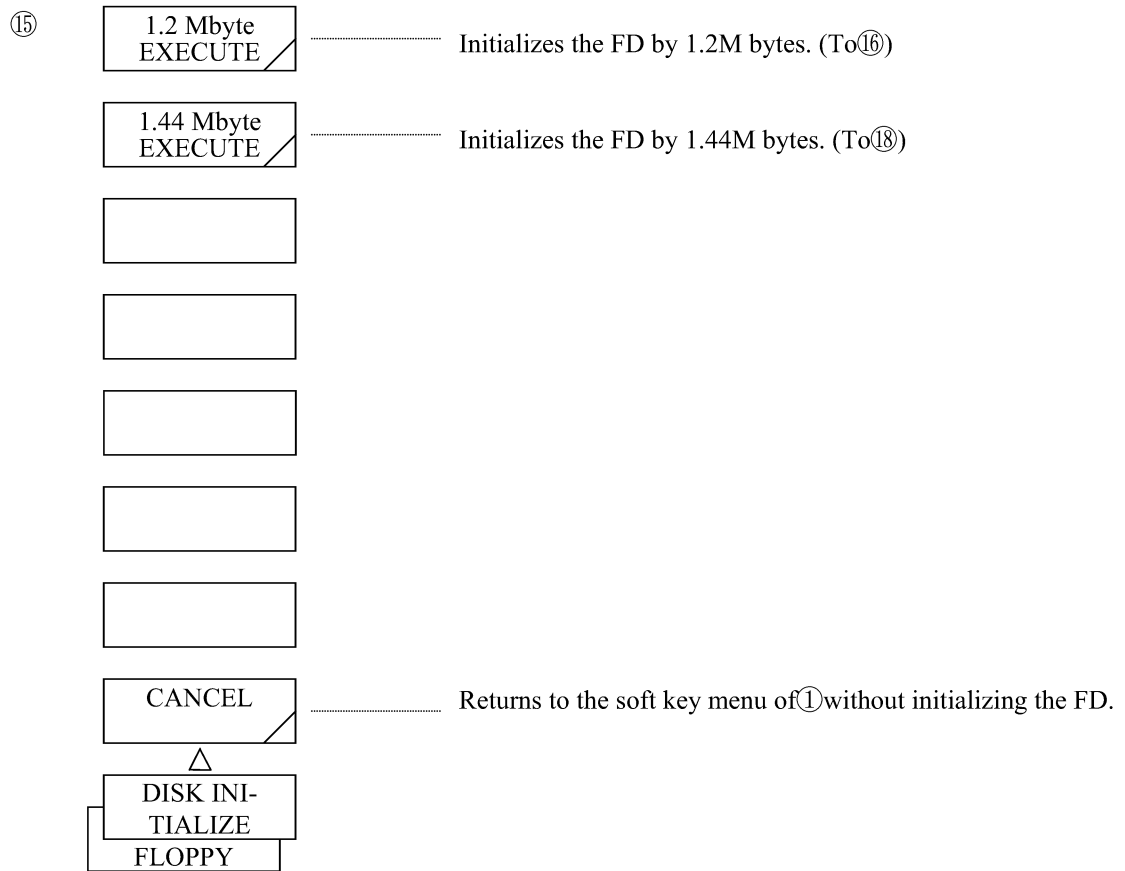 ⑮
1.2 Mbyte
EXECUTE
Initializes the FD by 1.2M bytes. (To⑯)
1.44 Mbyte
EXECUTE
Initializes the FD by 1.44M bytes. (To⑱)
CANCEL
Returns to the soft key menu of①without initializing the FD.
DISK INI-
TIALIZE
FLOPPY